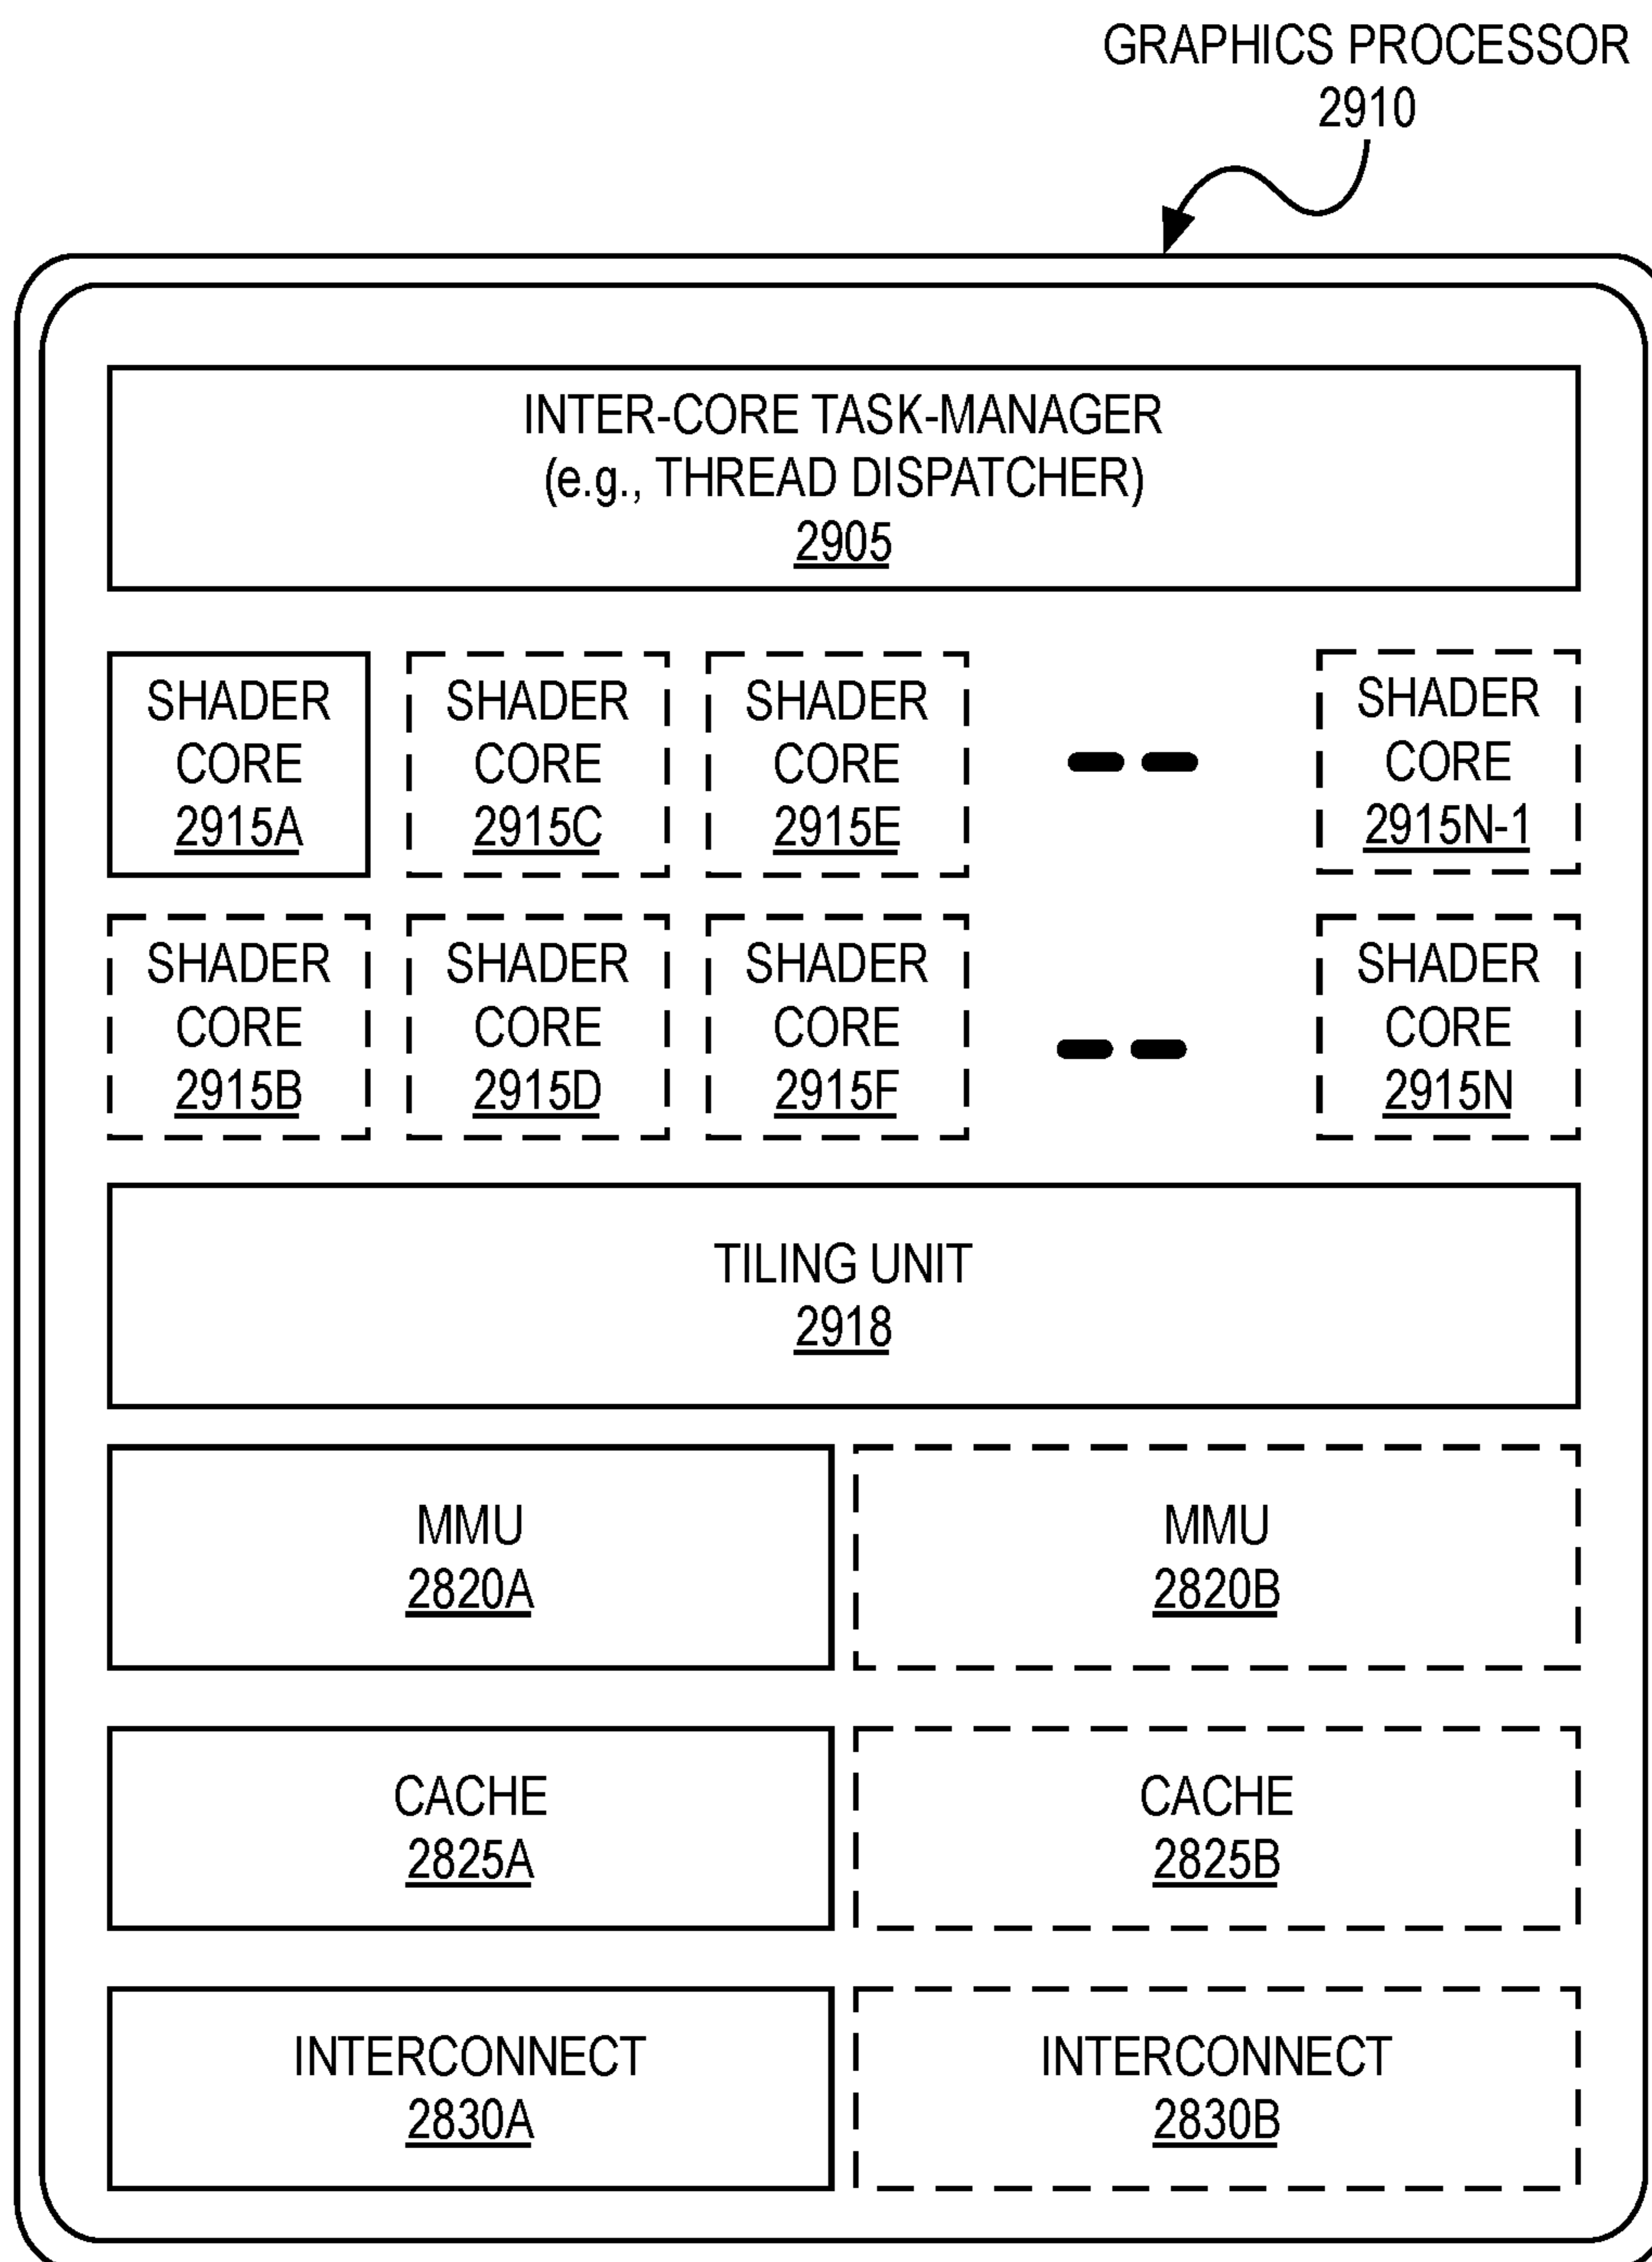 GRAPHICS PROCESSOR
2910
INTER-CORE TASK-MANAGER
(e.g., THREAD DISPATCHER)
2905
SHADER
CORE
2915A
SHADER
CORE
2915C
SHADER
CORE
2915E
SHADER
CORE
2915N-1
SHADER
CORE
2915B
SHADER
CORE
2915D
SHADER
CORE
2915F
SHADER
CORE
2915N
TILING UNIT
2918
MMU
2820A
MMU
2820B
CACHE
2825A
CACHE
2825B
INTERCONNECT
2830A
INTERCONNECT
2830B